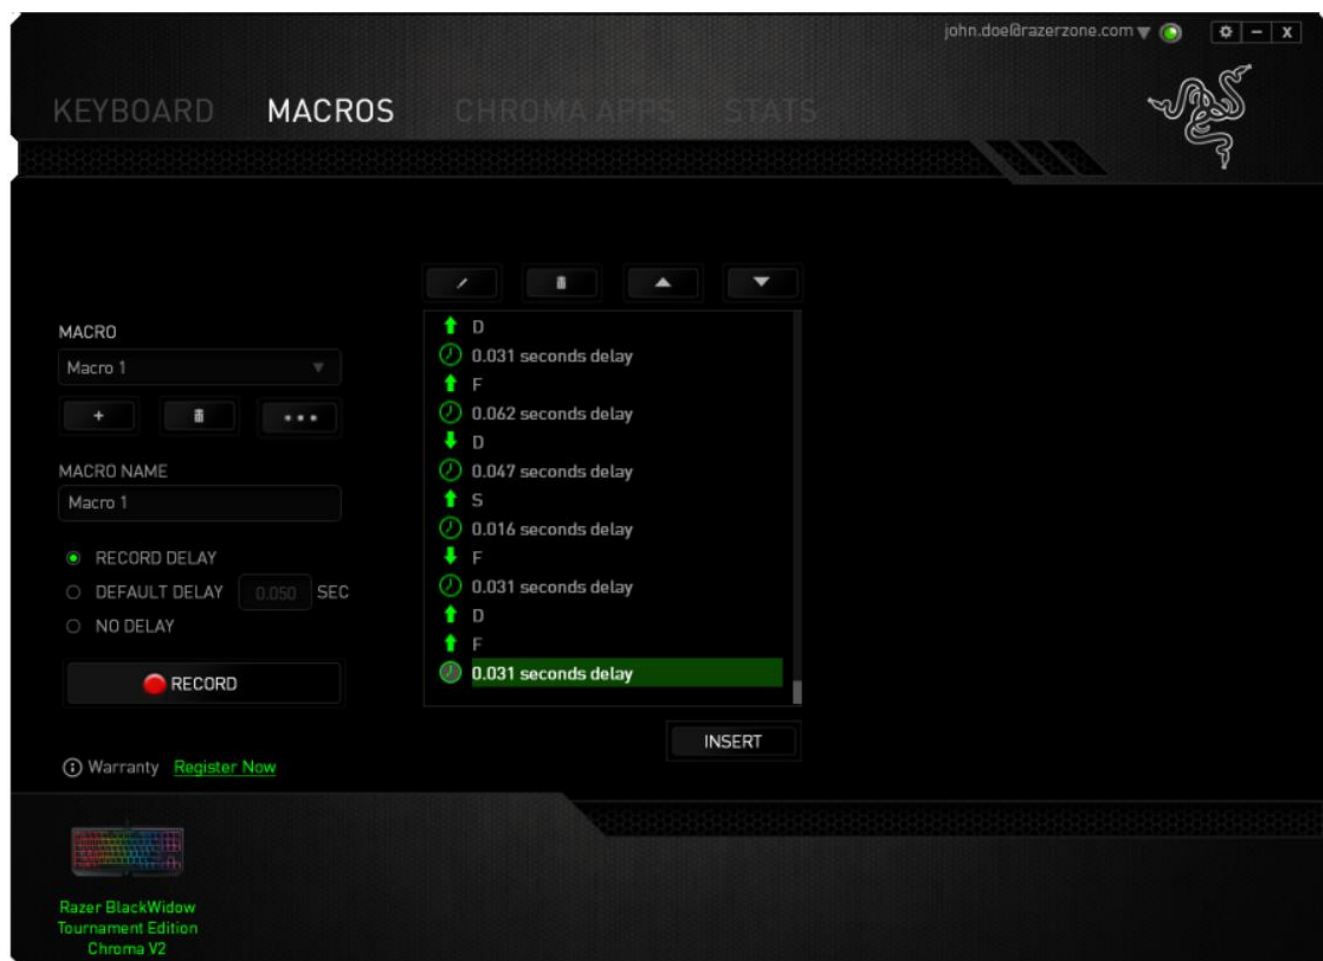 john.doe@razerzone.com
X
KEYBOARD MACROS CHROMA APPS STATS
MACRO
Macro 1
MACRO NAME
Macro 1
RECORD DELAY
DEFAULT DELAY 0.050 SEC
NO DELAY
RECORD
D
0.031 seconds delay
F
0.062 seconds delay
D
0.047 seconds delay
S
0.016 seconds delay
F
0.031 seconds delay
D
F
0.031 seconds delay
INSERT
Warranty Register Now
Razer BlackWidow
Tournament Edition
Chroma V2